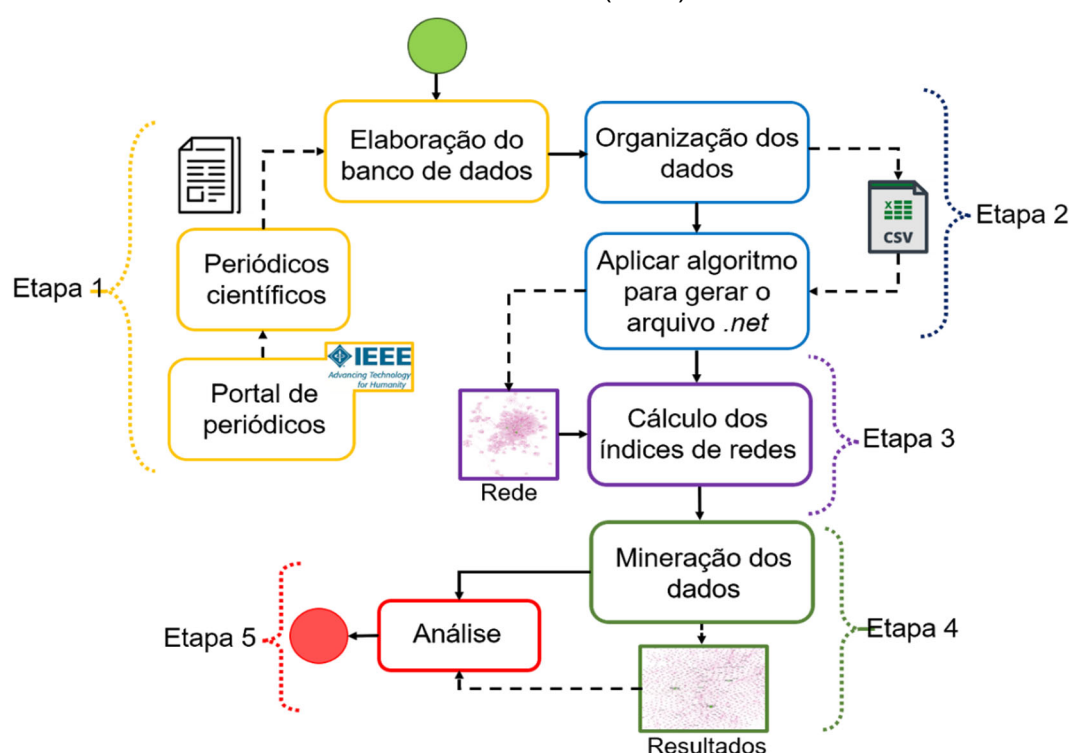 Elaboração do
banco de dados
Organização dos
dados
CSV
Etapa 2
Periódicos
científicos
Etapa 1
Aplicar algoritmo
para gerar o
arquivo .net
IEEE
Advancing Technology
for Humanity
Portal de
periódicos
Rede
Cálculo dos
índices de redes
Etapa 3
Mineração dos
dados
Etapa 4
Análise
Etapa 5
Resultados